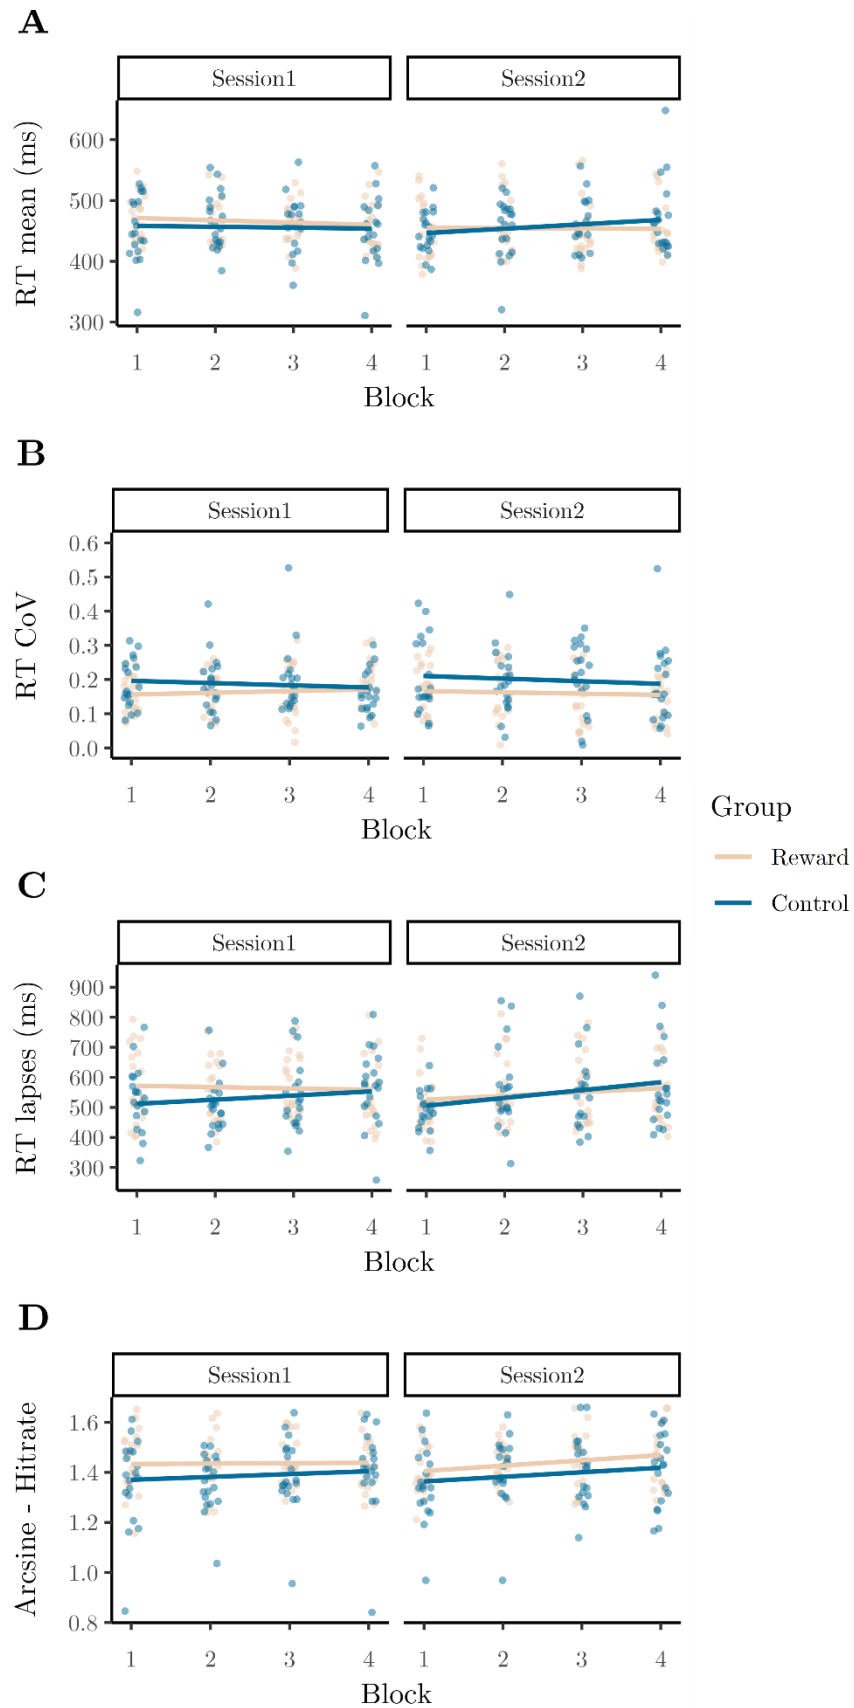 A
Session1 Session2
RT mean (ms)
600
500
400
300
1 2 3 4 1 2 3 4
Block
B
Session1 Session2
RT CoV
0.6
0.5
0.4
0.3
0.2
0.1
0.0
1 2 3 4 1 2 3 4
Block
Group
Reward
Control
C
Session1 Session2
RT lapses (ms)
900
800
700
600
500
400
300
1 2 3 4 1 2 3 4
Block
D
Session1 Session2
Arcsine - Hitrate
1.6
1.4
1.2
1.0
0.8
1 2 3 4 1 2 3 4
Block